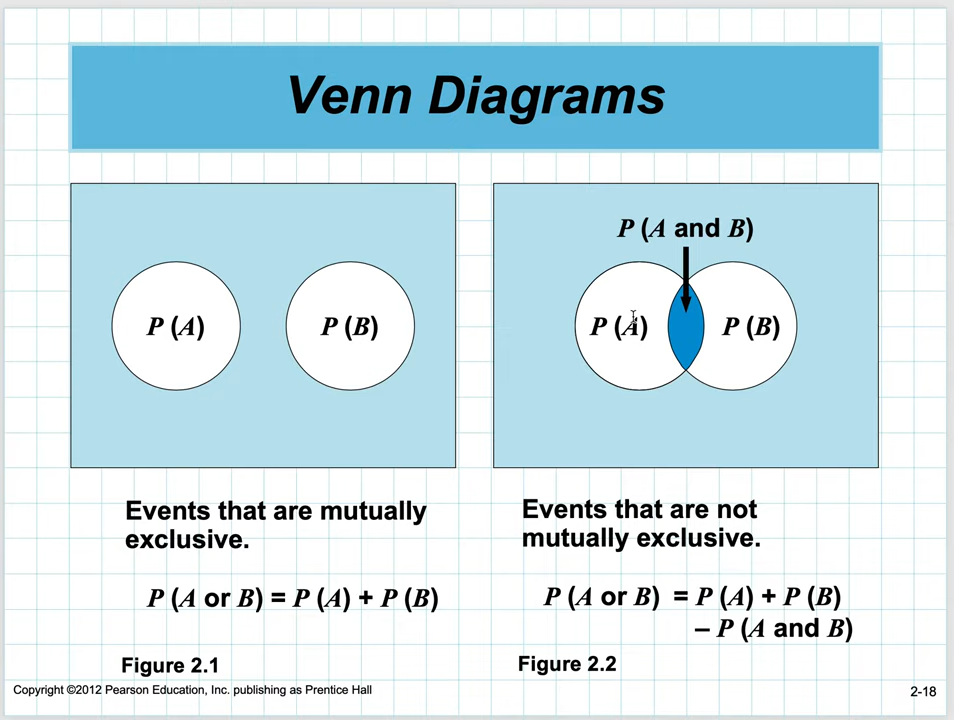 Venn Diagrams
P (A)
P (B)
P (A and B)
P (A)
P (B)
Events that are mutually
exclusive.
P (A or B) = P (A) + P (B)
Figure 2.1
Events that are not
mutually exclusive.
P (A or B) = P (A) + P (B)
– P (A and B)
Figure 2.2
Copyright ©2012 Pearson Education, Inc. publishing as Prentice Hall
2-18